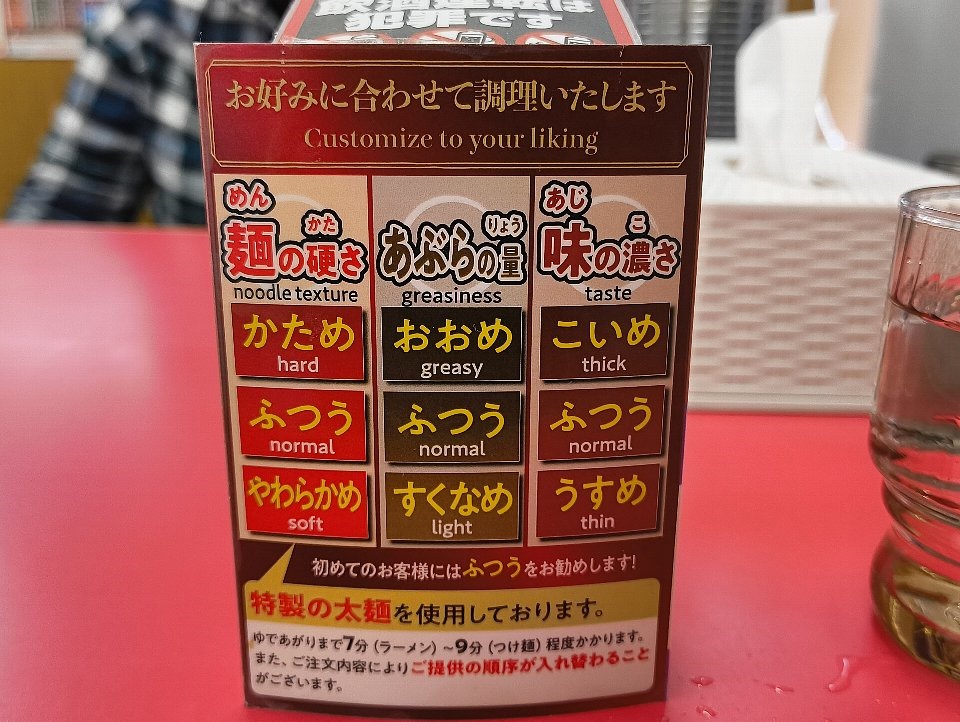 飲酒運転は
犯罪です
お好みに合わせて調理いたします
Customize to your liking
めん
かた
麺の硬さ
noodle texture
かため
hard
ふつう
normal
やわらかめ
soft
りょう
あぶらの量
greasiness
おおめ
greasy
ふつう
normal
すくなめ
light
あじ
こ
味の濃さ
taste
こいめ
thick
ふつう
normal
うすめ
thin
初めてのお客様にはふつうをお勧めします!
特製の太麺を使用しております。
ゆであがりまで7分(ラーメン)~9分(つけ麺)程度かかります。
また、ご注文内容によりご提供の順序が入れ替わること
がございます。